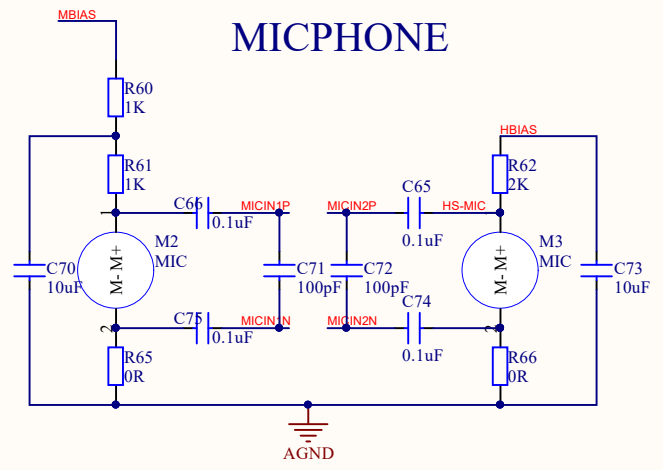 MBIAS
MICPHONE
R60
1K
HBIAS
R61
1K
R62
2K
C65
C66
MICIN1P
MICIN2P
HS-MIC
1
0.1uF
0.1uF
1
M- M+
M2
MIC
M- M+
M3
MIC
C70
10uF
C71
100pF
C72
100pF
C73
10uF
C74
C75
MICIN1N
MICIN2N
2
0.1uF
0.1uF
2
R65
0R
R66
0R
AGND